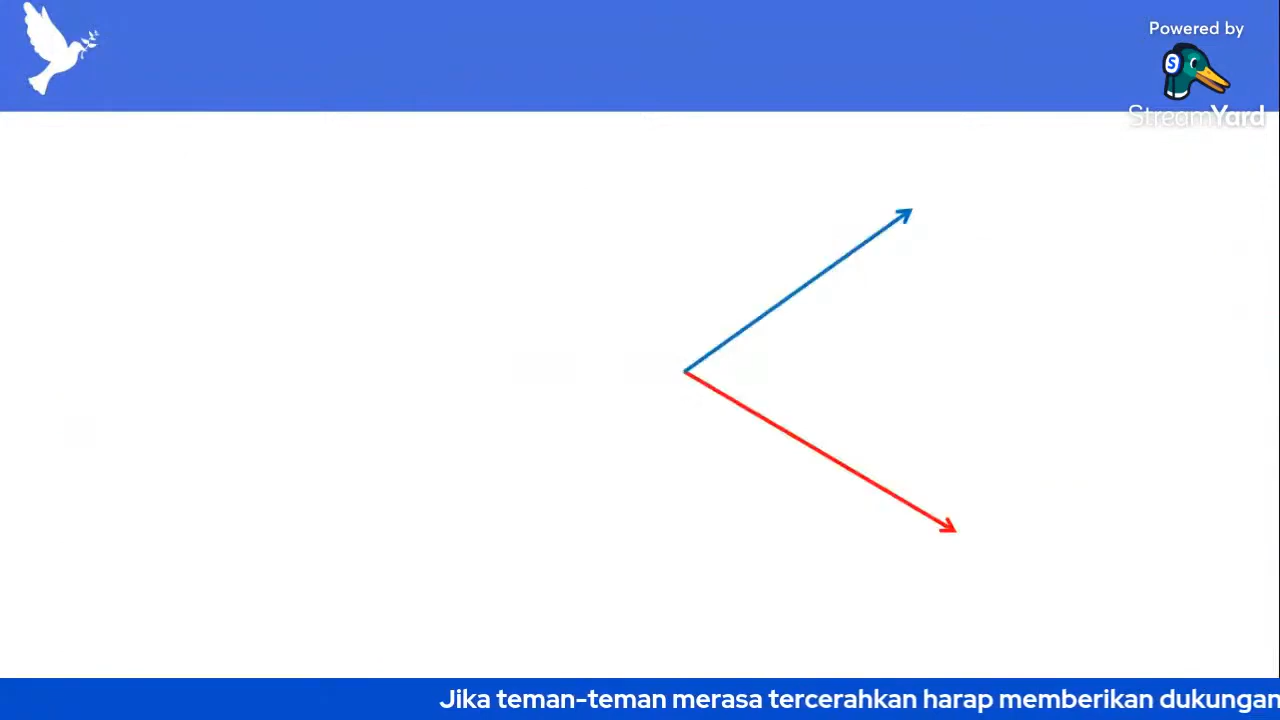 Powered by
S
StreamYard
Jika teman-teman merasa tercerahkan harap memberikan dukungan